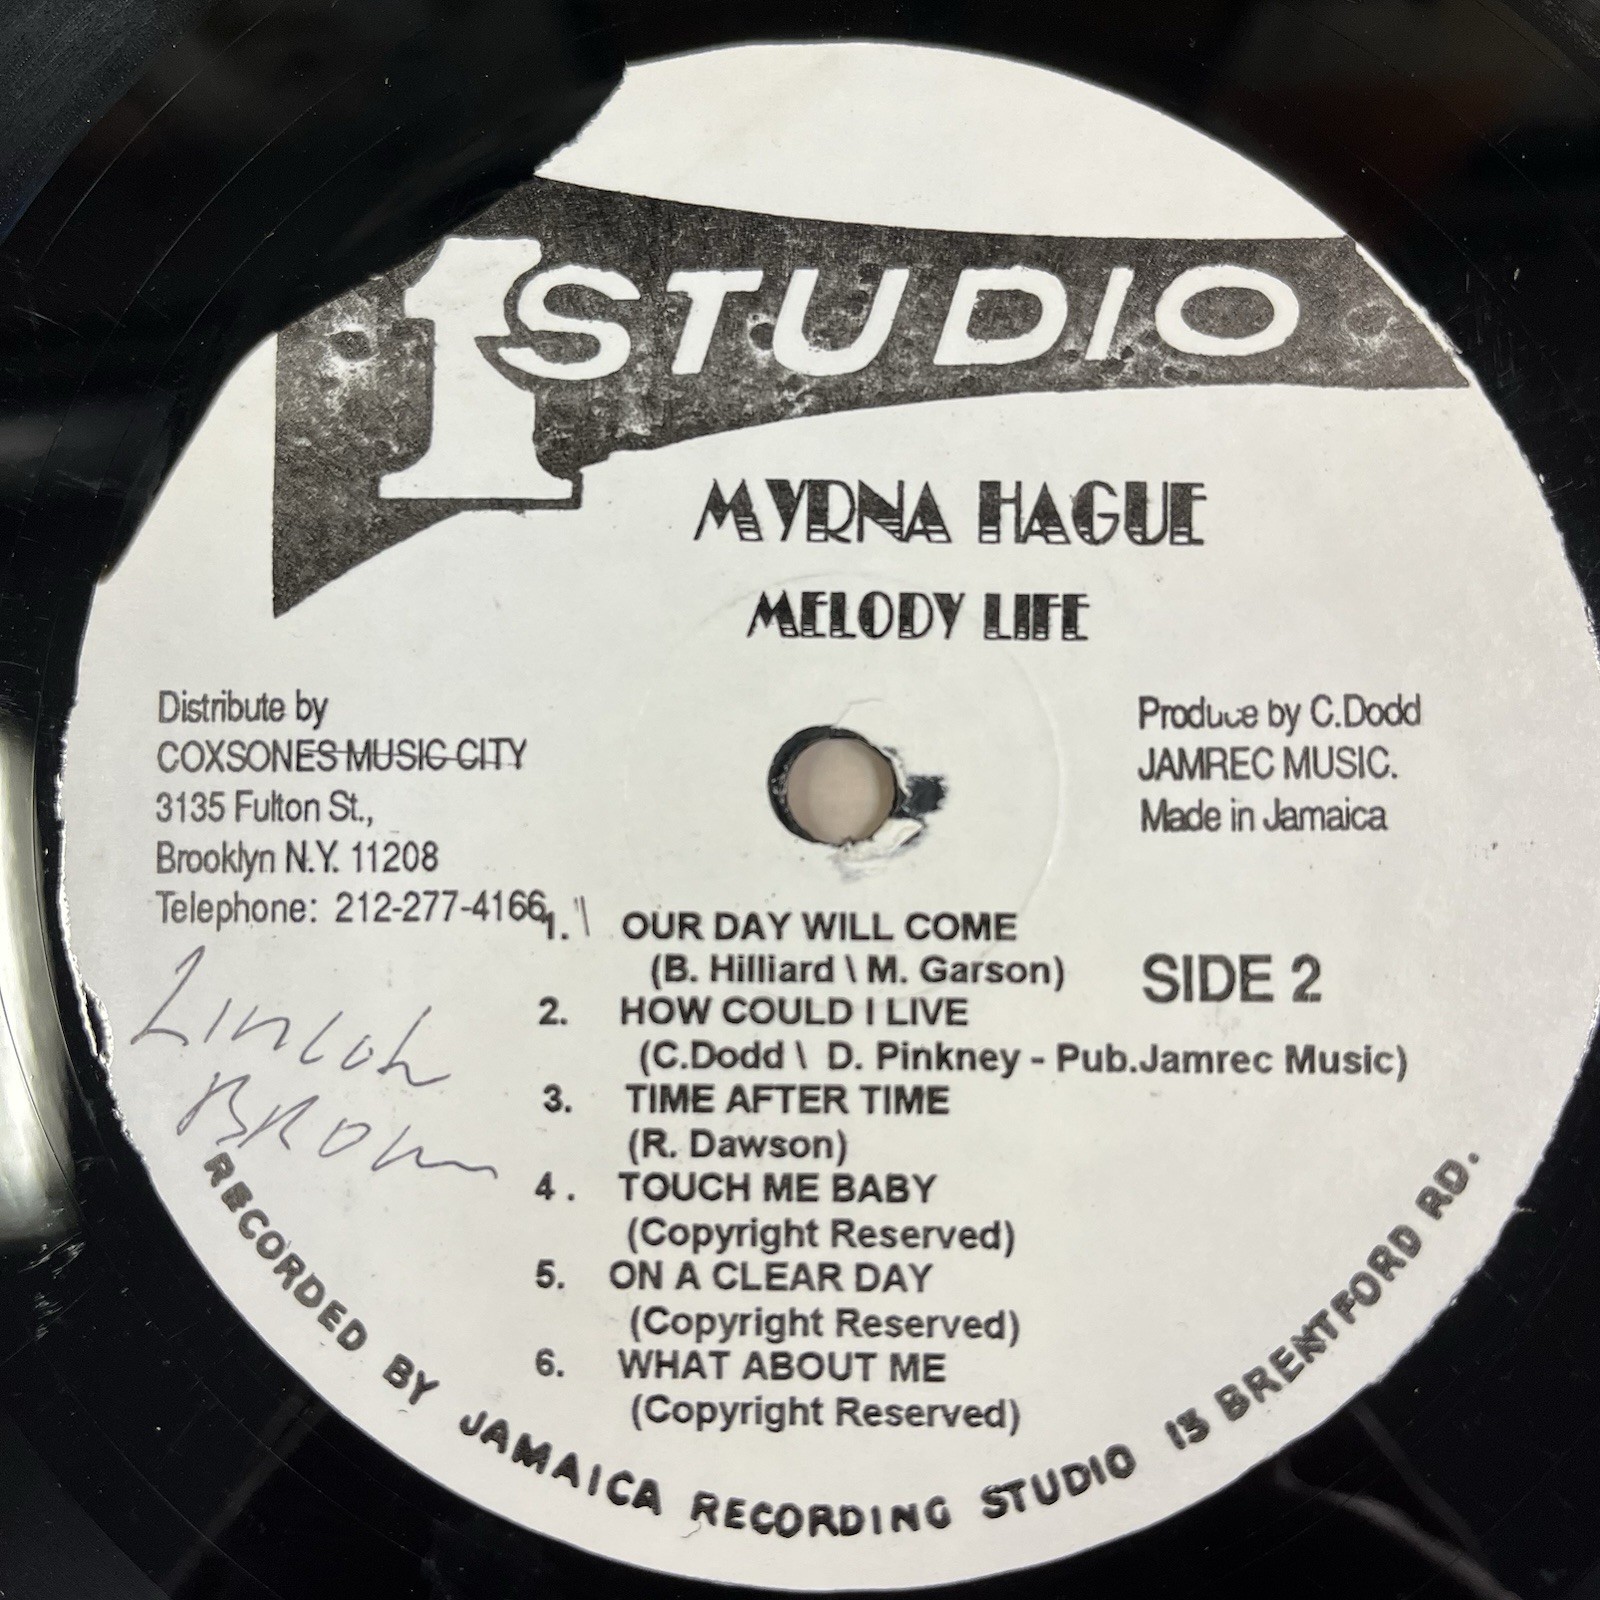 1 STUDIO
MYRNA HAGUE
MELODY LIFE
Distribute by
COXSONES MUSIC CITY
3135 Fulton St.,
Brooklyn N.Y. 11208
Telephone: 212-277-4166
Produce by C.Dodd
JAMREC MUSIC.
Made in Jamaica
SIDE 2
1. OUR DAY WILL COME
(B. Hilliard \ M. Garson)
2. HOW COULD I LIVE
(C.Dodd \ D. Pinkney - Pub.Jamrec Music)
3. TIME AFTER TIME
(R. Dawson)
4. TOUCH ME BABY
(Copyright Reserved)
5. ON A CLEAR DAY
(Copyright Reserved)
6. WHAT ABOUT ME
(Copyright Reserved)
RECORDED BY JAMAICA RECORDING STUDIO 13 BRENTFORD RD.